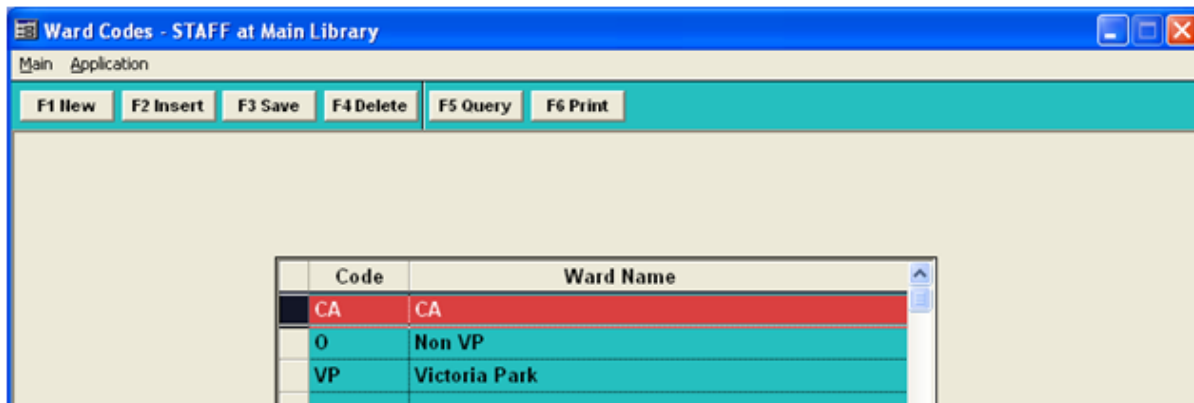 Ward Codes - STAFF at Main Library
Main Application
F1 New F2 Insert F3 Save F4 Delete F5 Query F6 Print
Code Ward Name
CA CA
O Non VP
VP Victoria Park